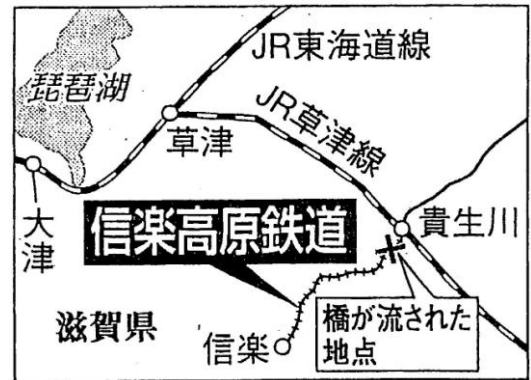 JR東海道線
琵琶湖
JR草津線
草津
大津
信楽高原鉄道
貴生川
橋が流された
地点
滋賀県
信楽